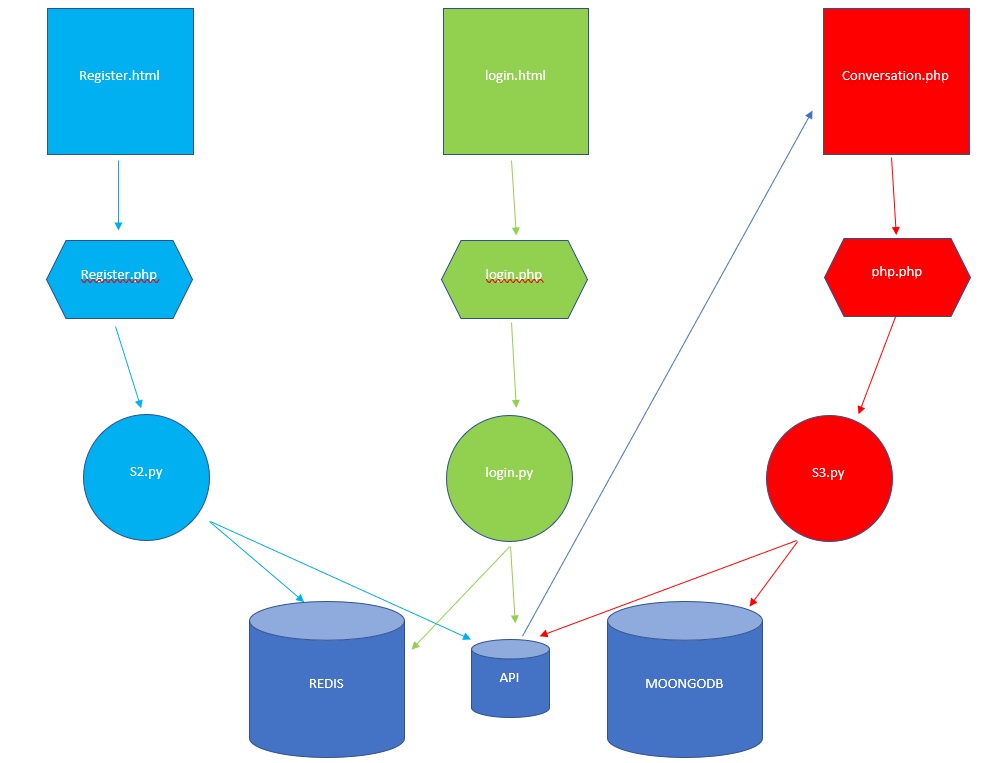 Register.html
login.html
Conversation.php
Register.php
login.php
php.php
S2.py
login.py
S3.py
REDIS
API
MOONGODB